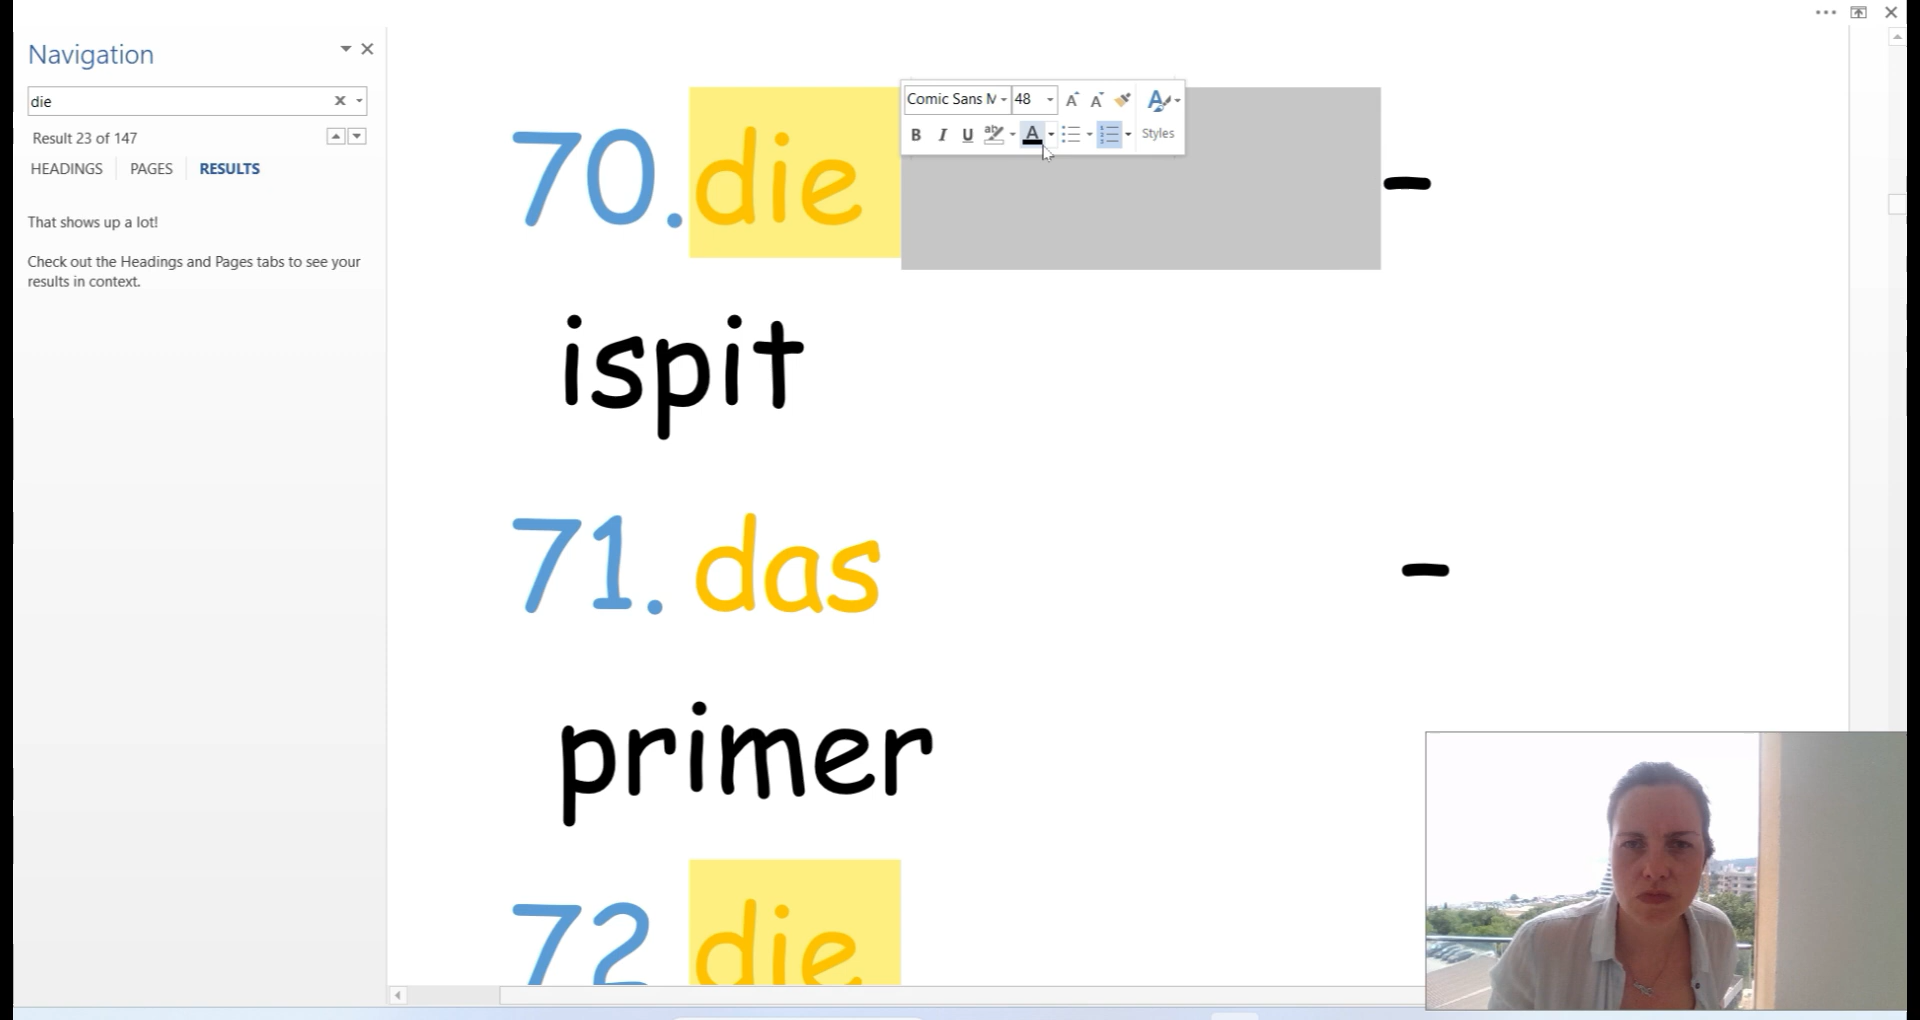 Navigation
die
Result 23 of 147
HEADINGS PAGES RESULTS
That shows up a lot!
Check out the Headings and Pages tabs to see your
results in context.
Comic Sans M 48
B I U Styles
70. die -
ispit
71. das -
primer
72 die